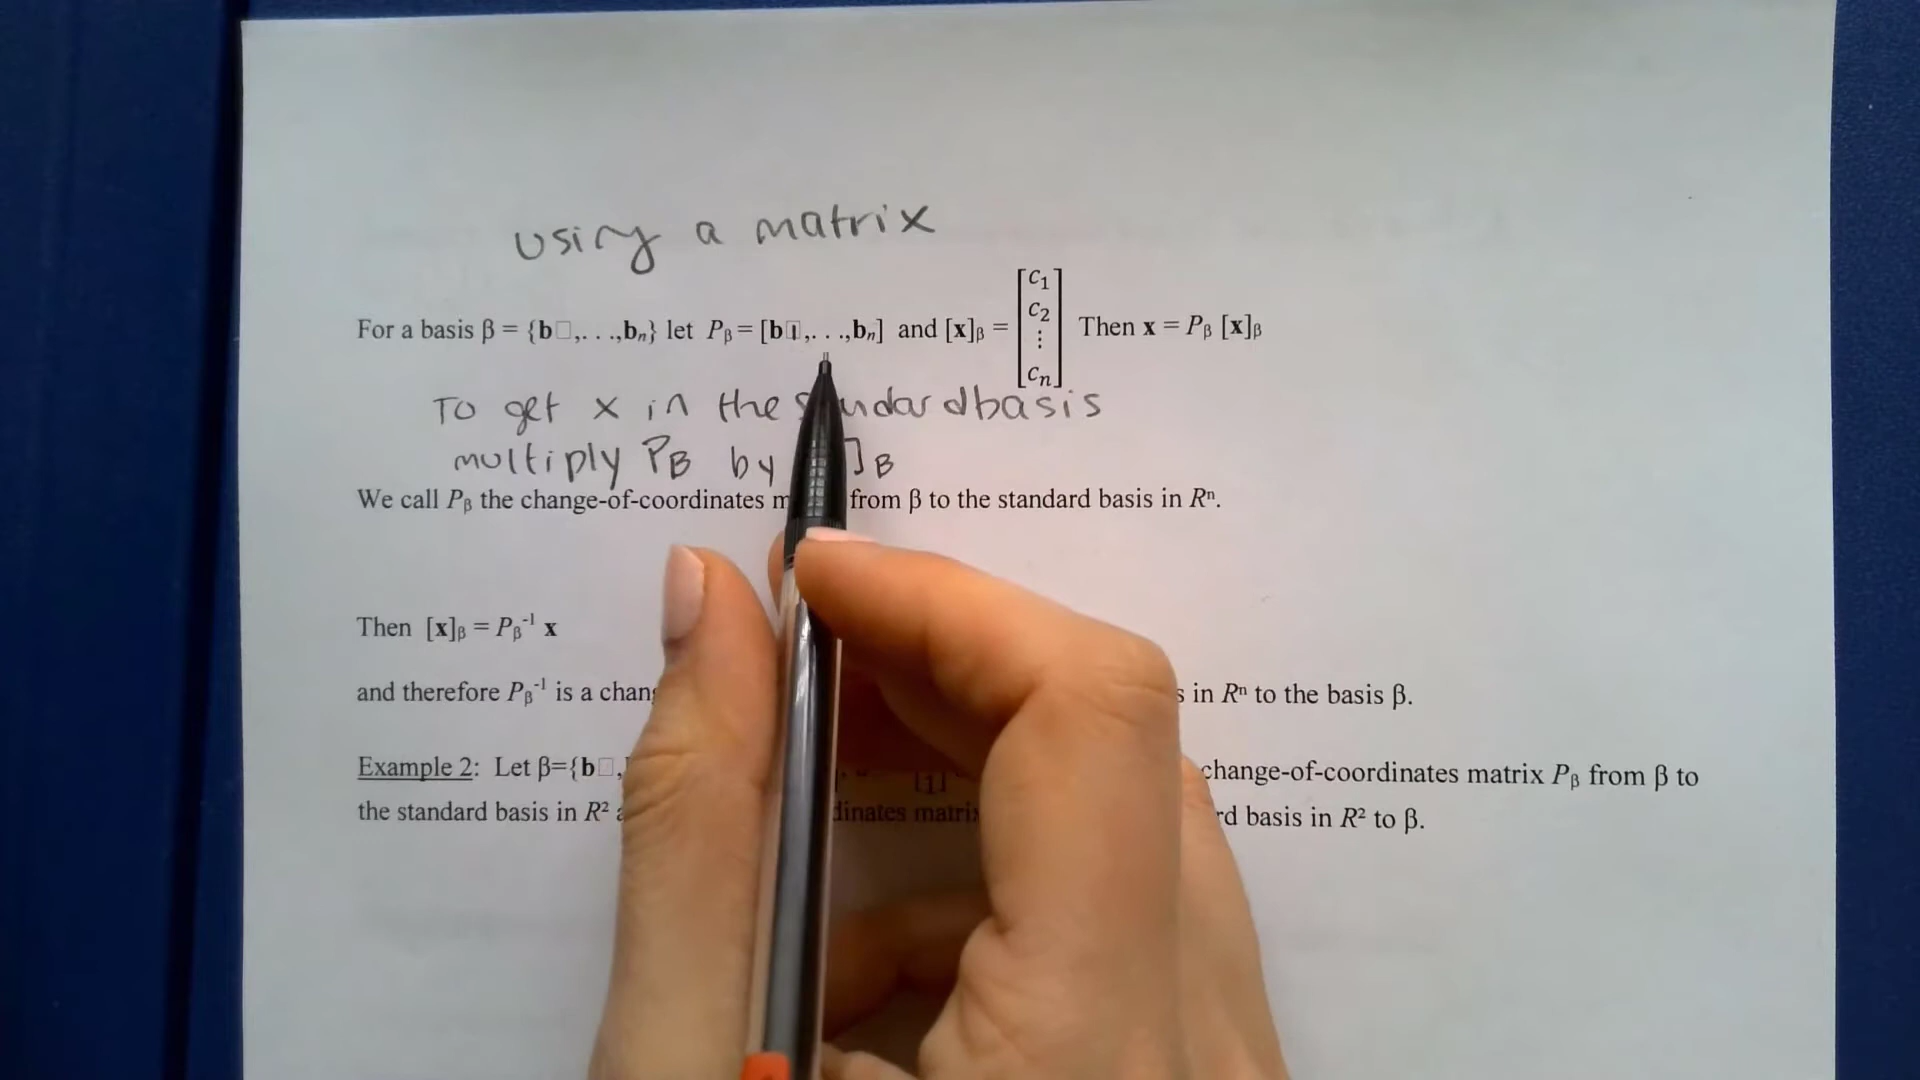 using a matrix
For a basis β = {b□,. . .,bₙ} let Pᵦ = [b1,. . .,bₙ] and [x]ᵦ = [c₁ c₂ ⋮ cₙ] Then x = Pᵦ [x]ᵦ
To get x in the basis
multiply PB by ]B
We call Pᵦ the change-of-coordinates from β to the standard basis in Rⁿ.
Then [x]ᵦ = Pᵦ⁻¹ x
and therefore Pᵦ⁻¹ is a in Rⁿ to the basis β.
Example 2: Let β={b□, [1] change-of-coordinates matrix Pᵦ from β to
the standard basis in R² basis in R² to β.